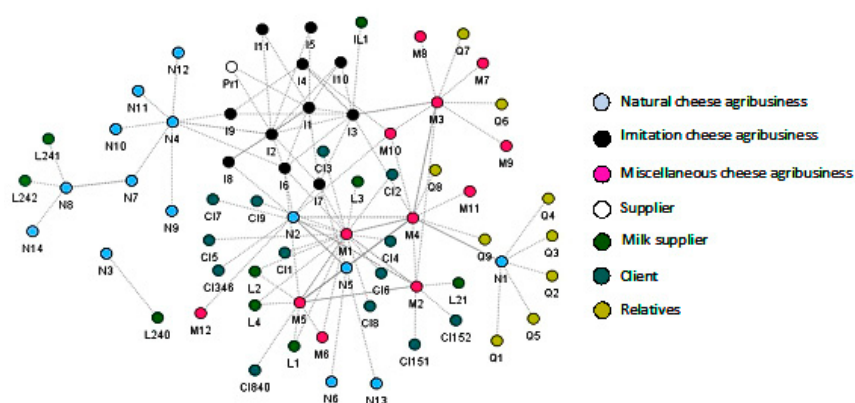 I11
I5
IL1
M8
Q7
N12
I4
I10
Pr1
M7
N11
I9
I1
I3
M3
Q6
N10
N4
I2
M10
M9
L241
I8
CI3
I6
I7
L3
CI2
Q8
M11
L242
N8
N7
N9
CI7
CI9
N2
M1
M4
Q4
N14
CI5
CI1
CI4
Q9
N1
Q3
N3
CI346
L2
N5
CI6
M2
L21
Q2
L240
M12
L4
M5
CI8
CI152
Q5
L1
M6
CI151
Q1
CI840
N6
N13
Natural cheese agribusiness
Imitation cheese agribusiness
Miscellaneous cheese agribusiness
Supplier
Milk supplier
Client
Relatives